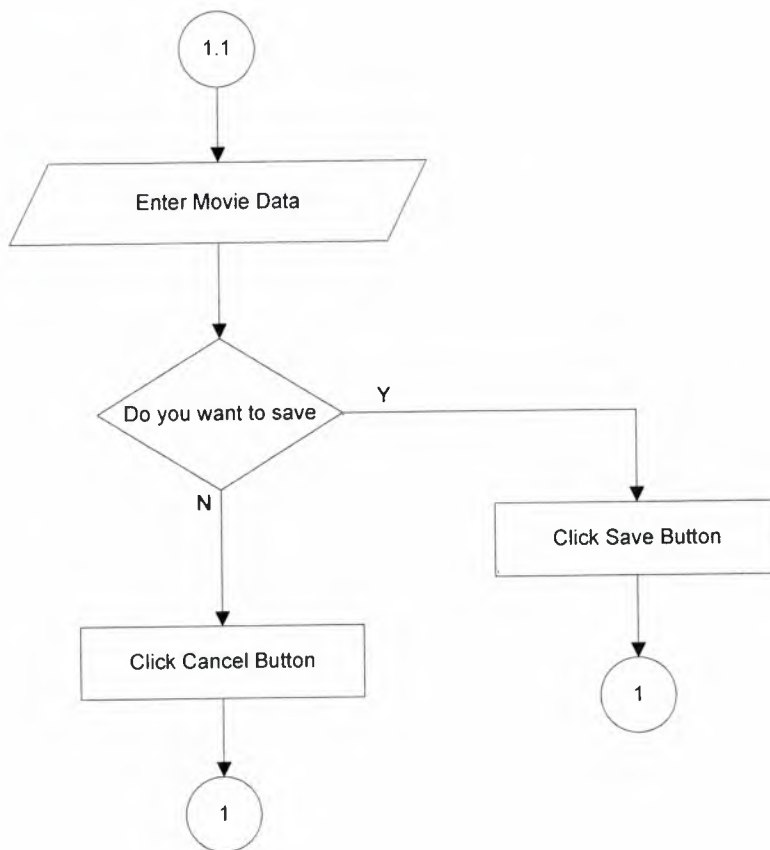 1.1
Enter Movie Data
Do you want to save
Y
N
Click Save Button
Click Cancel Button
1
1